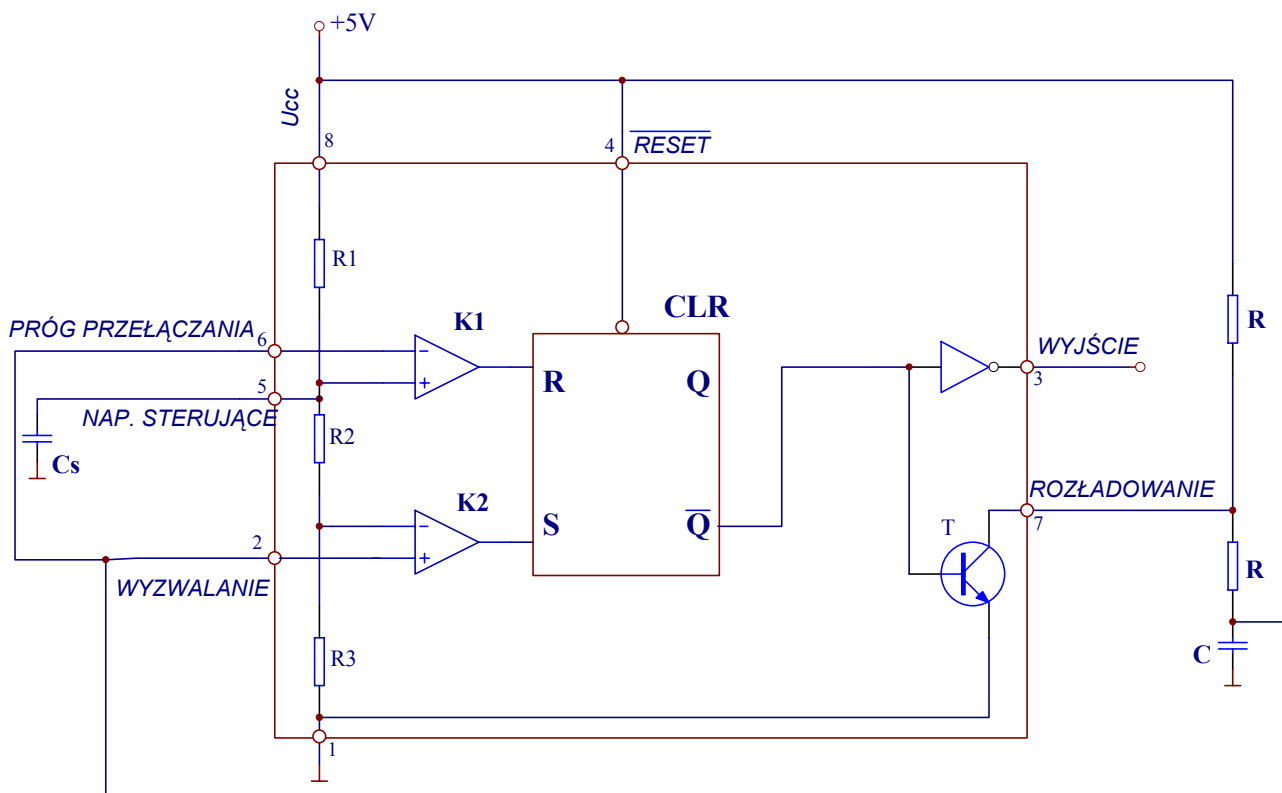 +5V
Ucc
8
4
RESET
R1
CLR
R
PRÓG PRZEŁĄCZANIA
6
K1
−
+
R
Q
WYJŚCIE
3
5
NAP. STERUJĄCE
R2
Cs
K2
−
+
S
Q
ROZŁADOWANIE
7
T
2
WYZWALANIE
R
R3
C
1